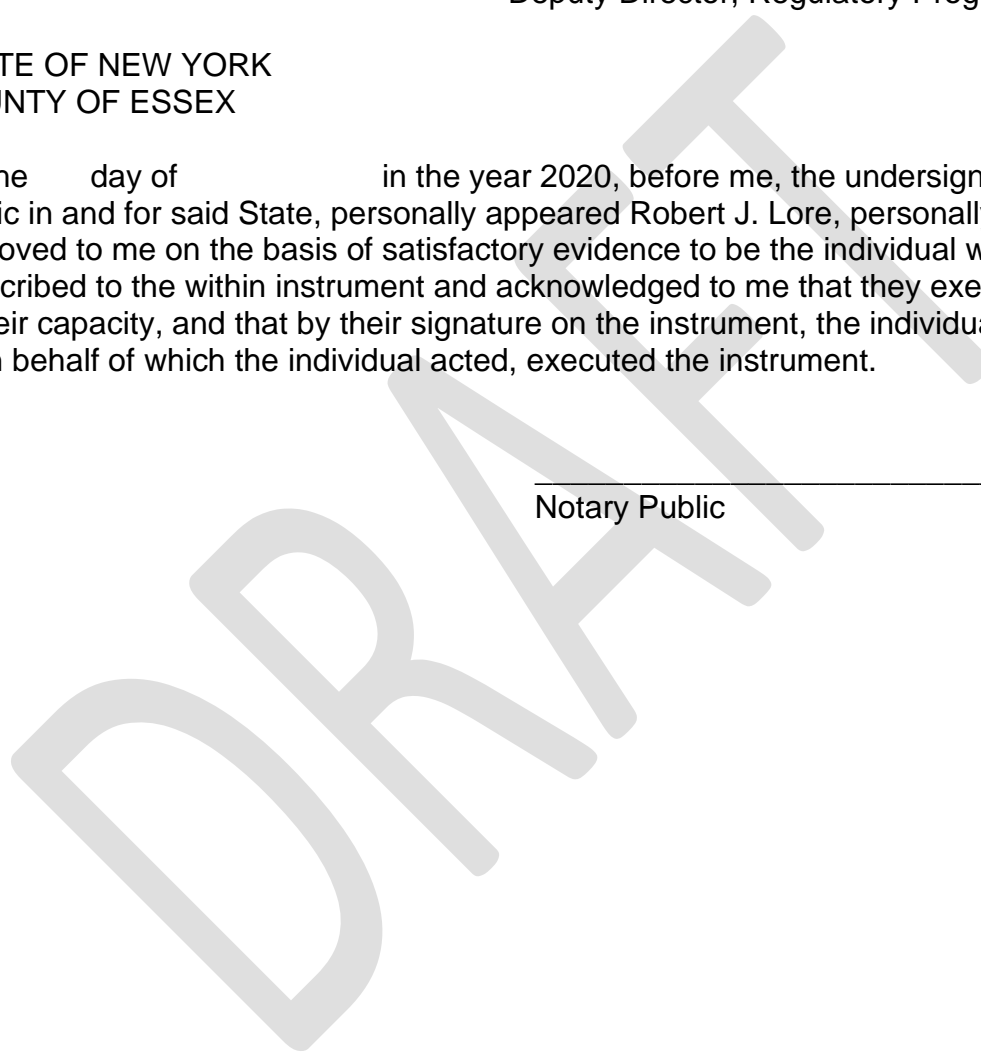 Deputy Director, Regulatory Prog
TE OF NEW YORK
UNTY OF ESSEX
he day of in the year 2020, before me, the undersign
ic in and for said State, personally appeared Robert J. Lore, personall
oved to me on the basis of satisfactory evidence to be the individual w
cribed to the within instrument and acknowledged to me that they exe
eir capacity, and that by their signature on the instrument, the individua
behalf of which the individual acted, executed the instrument.
Notary Public
DRAFT